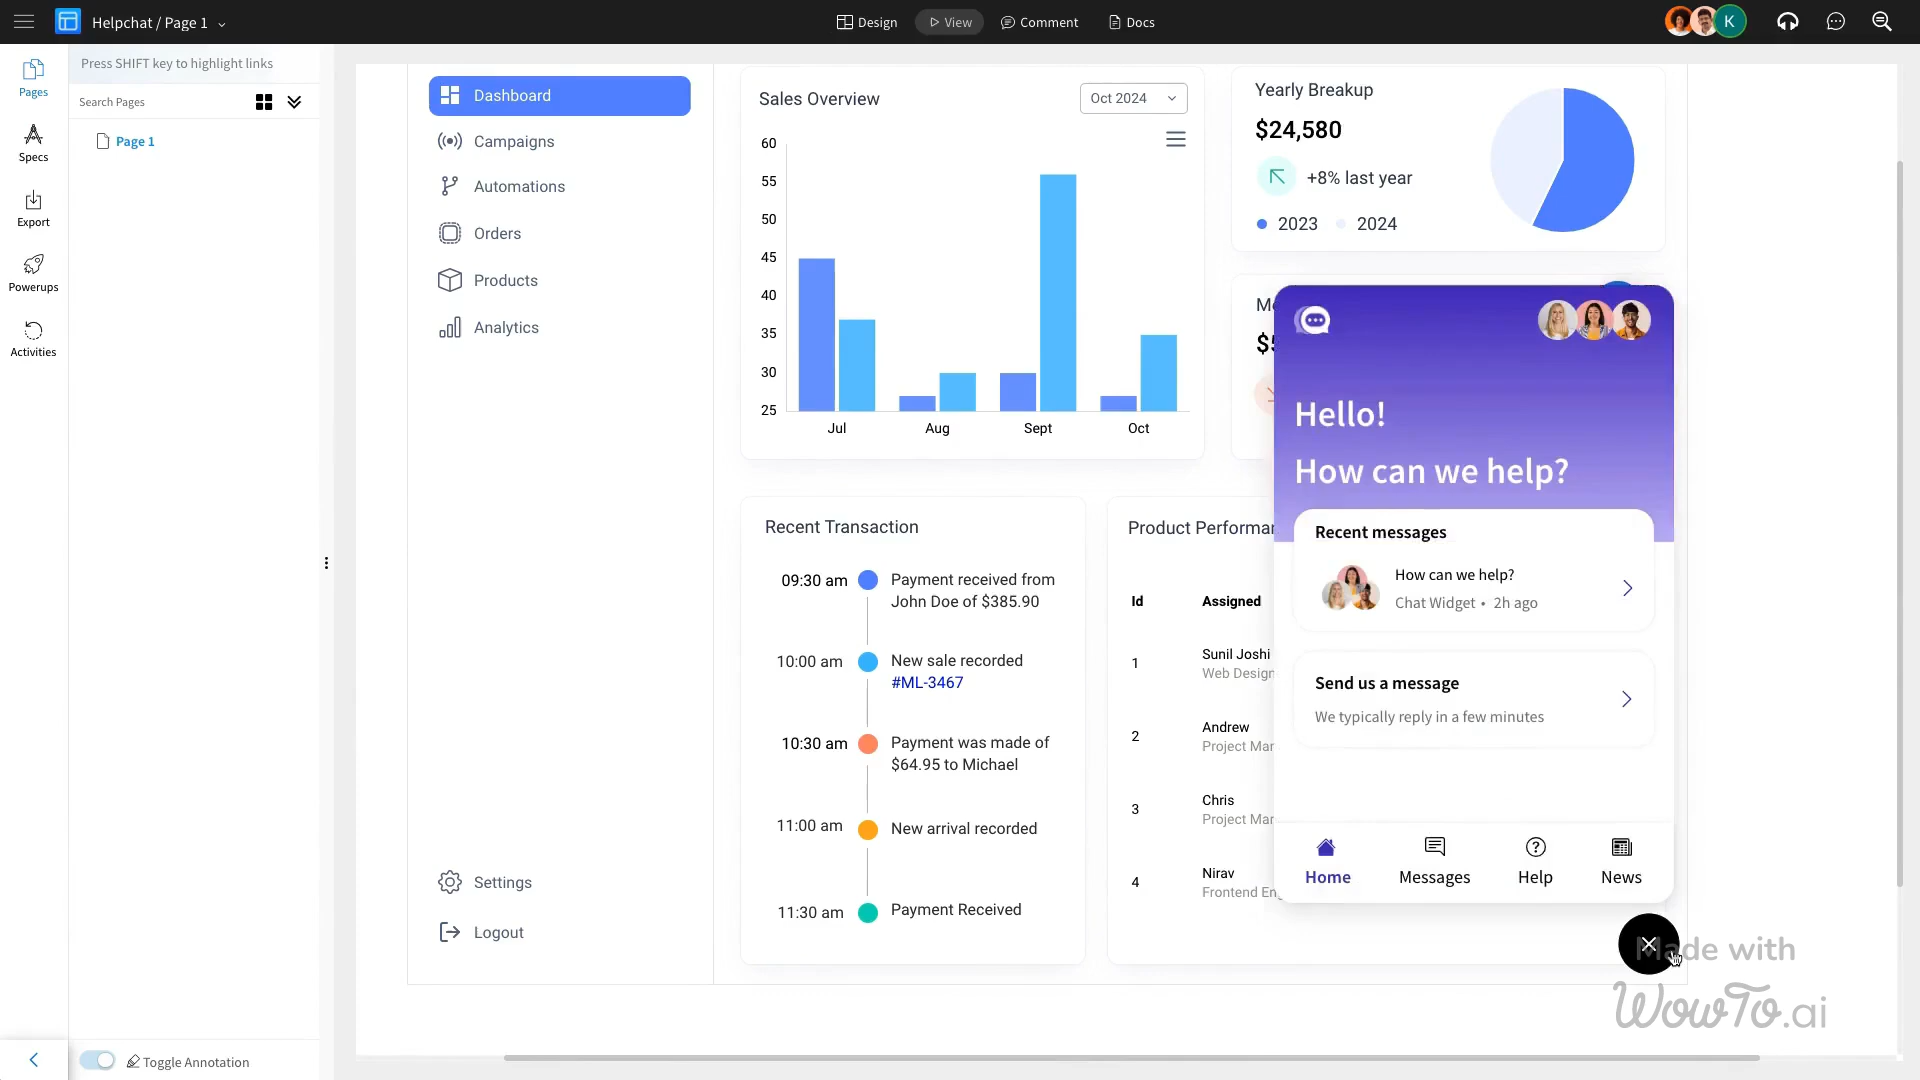 Helpchat / Page 1
Design
View
Comment
Docs
K
Press SHIFT key to highlight links
Search Pages
Page 1
Pages
Specs
Export
Powerups
Activities
Toggle Annotation
Dashboard
Campaigns
Automations
Orders
Products
Analytics
Settings
Logout
Sales Overview
Oct 2024
60
55
50
45
40
35
30
25
Jul
Aug
Sept
Oct
Yearly Breakup
$24,580
+8% last year
2023
2024
Recent Transaction
09:30 am
Payment received from
John Doe of $385.90
10:00 am
New sale recorded
#ML-3467
10:30 am
Payment was made of
$64.95 to Michael
11:00 am
New arrival recorded
11:30 am
Payment Received
Product Performan
Id
Assigned
1
Sunil Joshi
Web Design
2
Andrew
Project Man
3
Chris
Project Man
4
Nirav
Frontend En
Hello!
How can we help?
Recent messages
How can we help?
Chat Widget • 2h ago
Send us a message
We typically reply in a few minutes
Home
Messages
Help
News
Made with
WowTo.ai